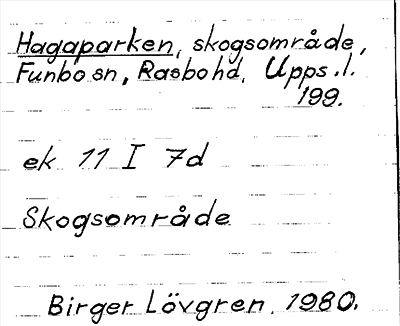 Hagaparken, skogsområde,
Funbo sn, Rasbo hd, Upps. l.
199.
ek 11 I 7d
Skogsområde
Birger Lövgren, 1980.